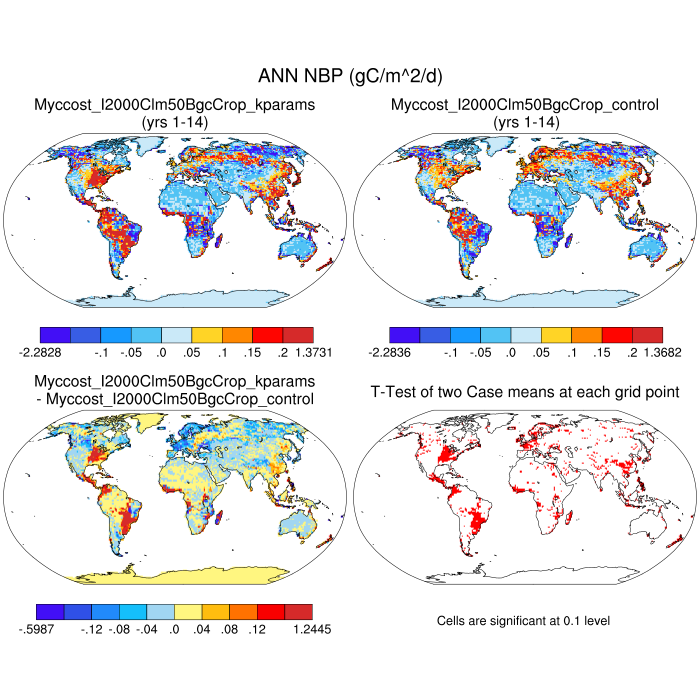 ANN NBP (gC/m^2/d)
Myccost_I2000Clm50BgcCrop_kparams
(yrs 1-14)
Myccost_I2000Clm50BgcCrop_control
(yrs 1-14)
-2.2828 -.1 -.05 .0 .05 .1 .15 .2 1.3731
-2.2836 -.1 -.05 .0 .05 .1 .15 .2 1.3682
Myccost_I2000Clm50BgcCrop_kparams
- Myccost_I2000Clm50BgcCrop_control
T-Test of two Case means at each grid point
-.5987 -.12 -.08 -.04 .0 .04 .08 .12 1.2445
Cells are significant at 0.1 level